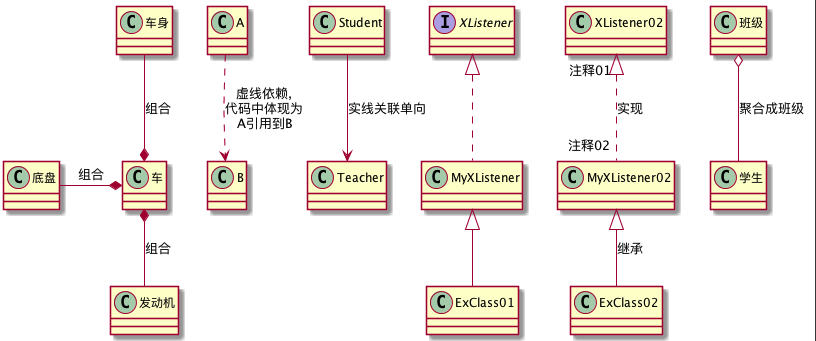 C 车身
C A
C Student
I XListener
C XListener02
C 班级
注释01
组合
虚线依赖,
代码中体现为
A引用到B
实线关联单向
实现
聚合成班级
注释02
C 底盘
组合
C 车
C B
C Teacher
C MyXListener
C MyXListener02
C 学生
组合
继承
C 发动机
C ExClass01
C ExClass02